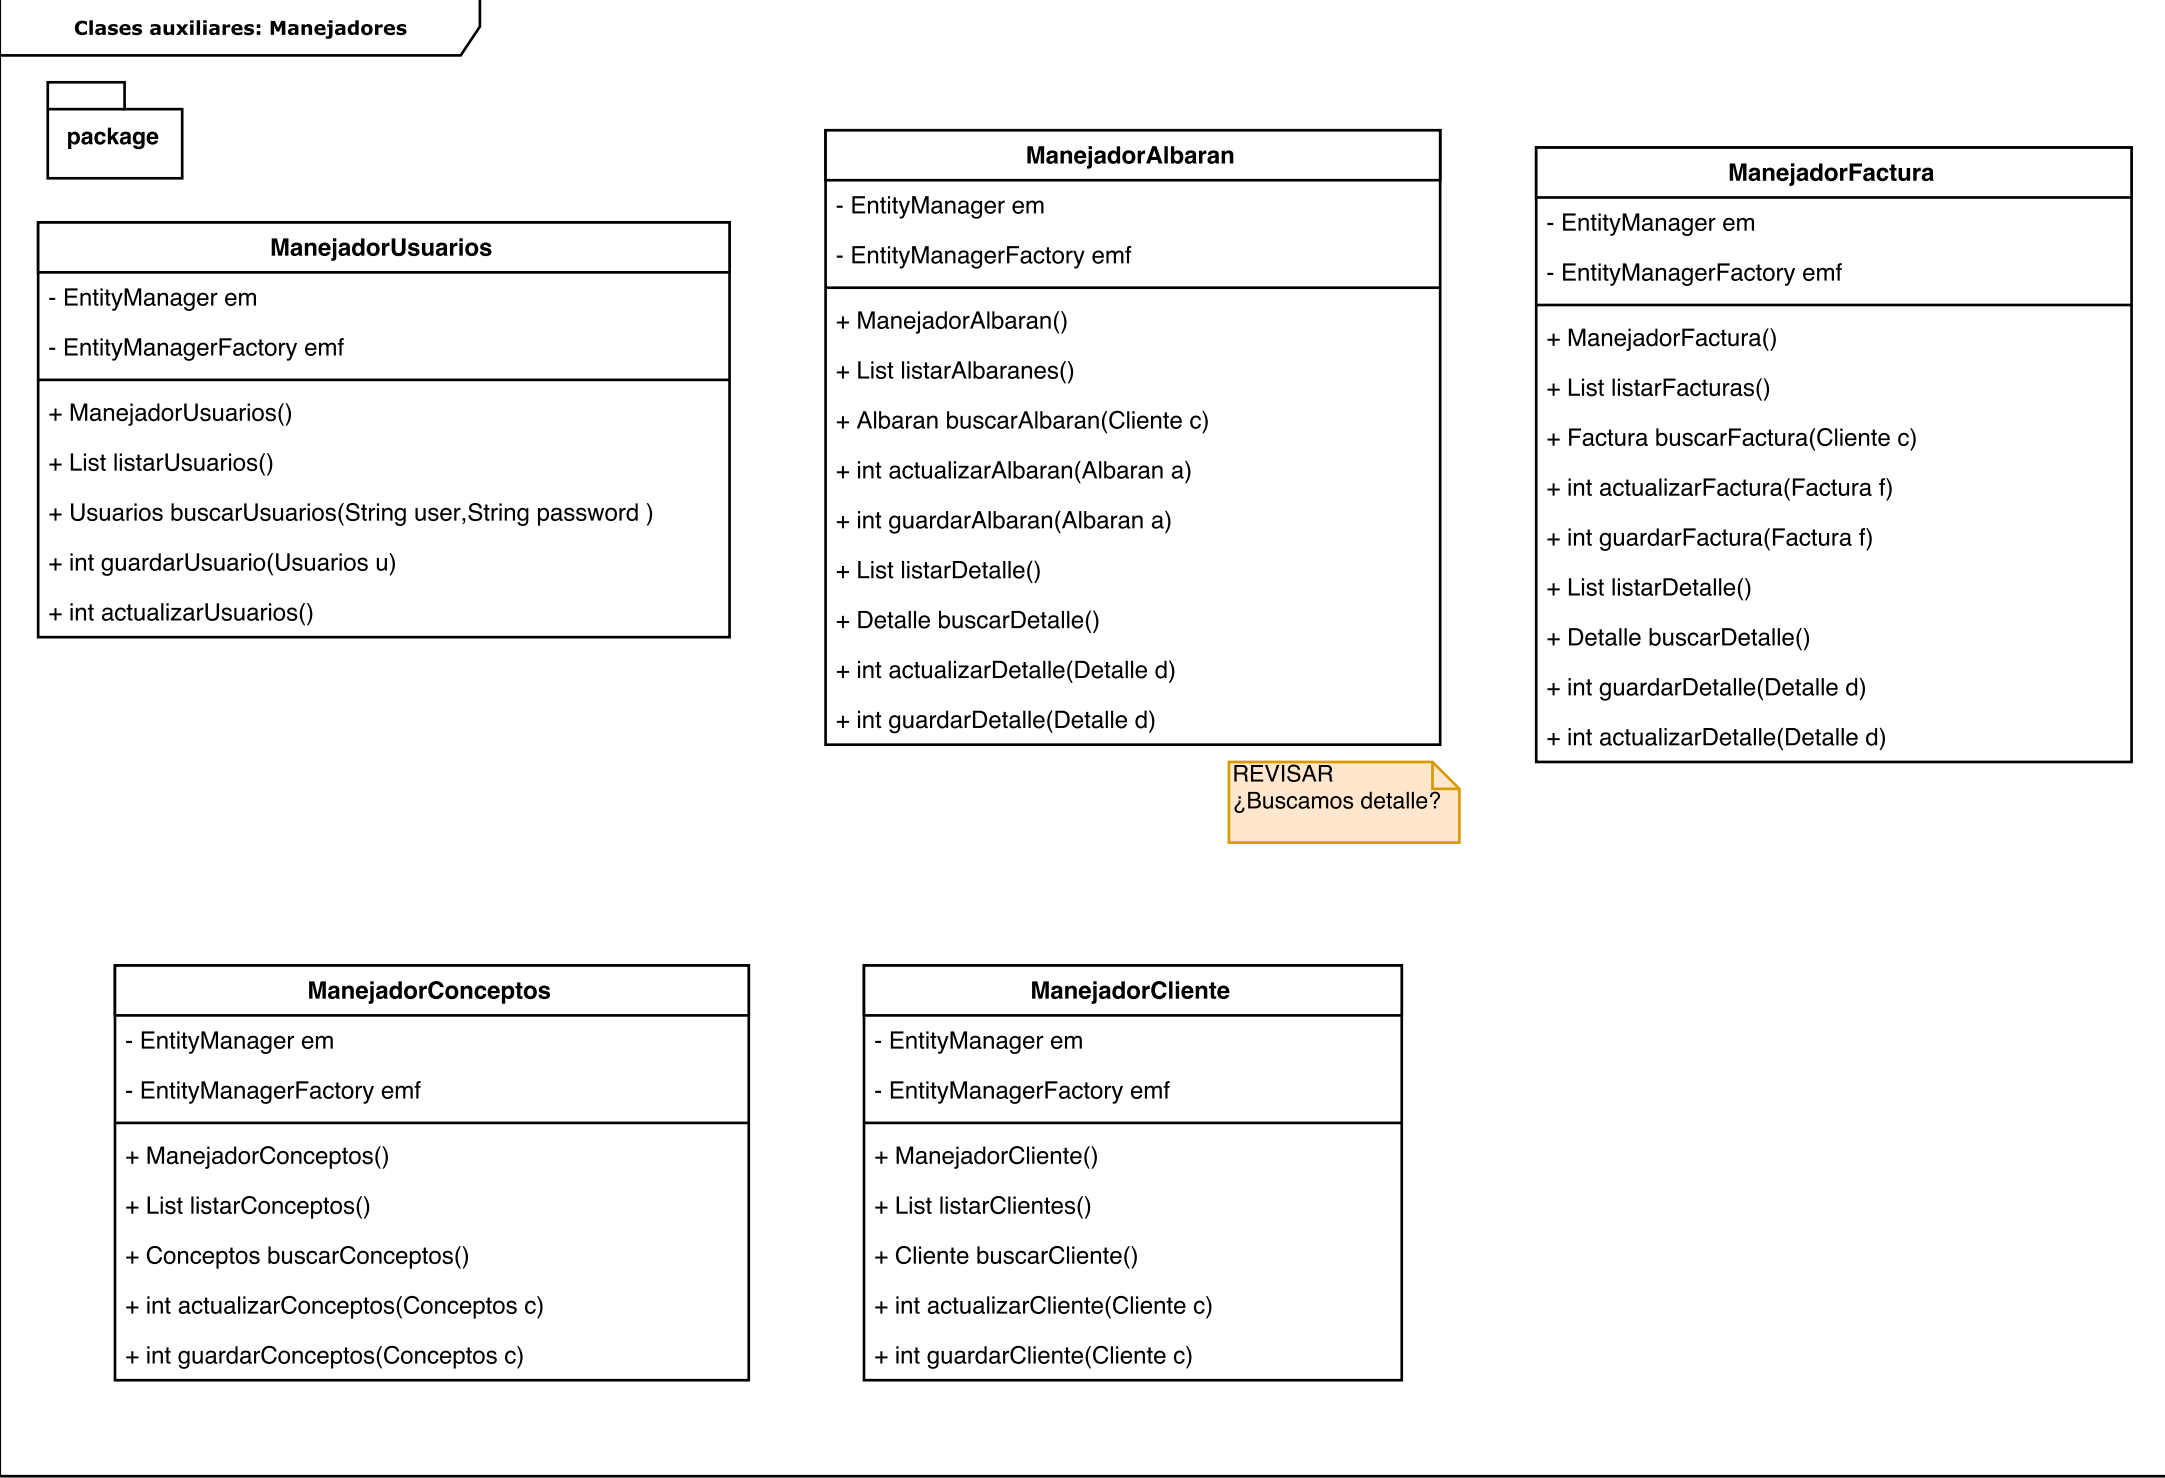 Clases auxiliares: Manejadores
package
ManejadorUsuarios
- EntityManager em
- EntityManagerFactory emf
+ ManejadorUsuarios()
+ List listarUsuarios()
+ Usuarios buscarUsuarios(String user,String password )
+ int guardarUsuario(Usuarios u)
+ int actualizarUsuarios()
ManejadorAlbaran
- EntityManager em
- EntityManagerFactory emf
+ ManejadorAlbaran()
+ List listarAlbaranes()
+ Albaran buscarAlbaran(Cliente c)
+ int actualizarAlbaran(Albaran a)
+ int guardarAlbaran(Albaran a)
+ List listarDetalle()
+ Detalle buscarDetalle()
+ int actualizarDetalle(Detalle d)
+ int guardarDetalle(Detalle d)
REVISAR
¿Buscamos detalle?
ManejadorFactura
- EntityManager em
- EntityManagerFactory emf
+ ManejadorFactura()
+ List listarFacturas()
+ Factura buscarFactura(Cliente c)
+ int actualizarFactura(Factura f)
+ int guardarFactura(Factura f)
+ List listarDetalle()
+ Detalle buscarDetalle()
+ int guardarDetalle(Detalle d)
+ int actualizarDetalle(Detalle d)
ManejadorConceptos
- EntityManager em
- EntityManagerFactory emf
+ ManejadorConceptos()
+ List listarConceptos()
+ Conceptos buscarConceptos()
+ int actualizarConceptos(Conceptos c)
+ int guardarConceptos(Conceptos c)
ManejadorCliente
- EntityManager em
- EntityManagerFactory emf
+ ManejadorCliente()
+ List listarClientes()
+ Cliente buscarCliente()
+ int actualizarCliente(Cliente c)
+ int guardarCliente(Cliente c)